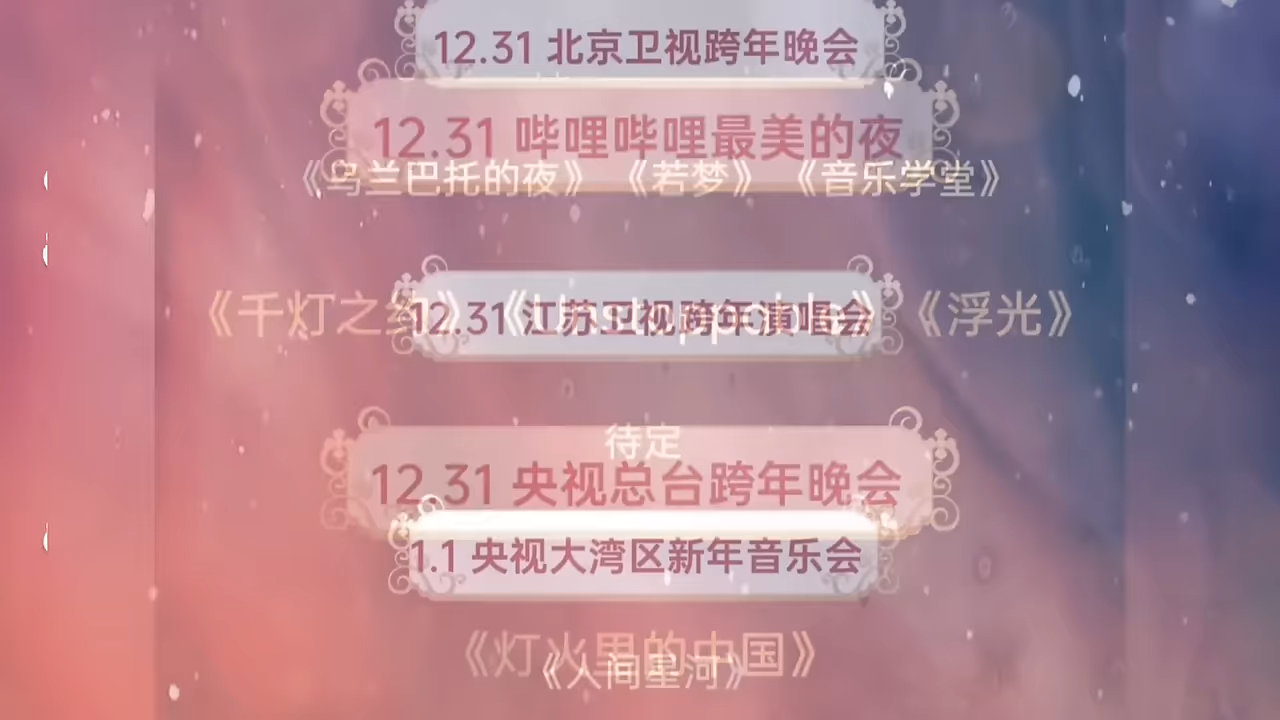 12.31 北京卫视跨年晚会
12.31 哔哩哔哩最美的夜
《乌兰巴托的夜》 《若梦》 《音乐学堂》
《千灯之约》 《 》 《浮光》
12.31 江苏卫视跨年演唱会
待定
12.31 央视总台跨年晚会
1.1 央视大湾区新年音乐会
《灯火里的中国》
《人间星河》